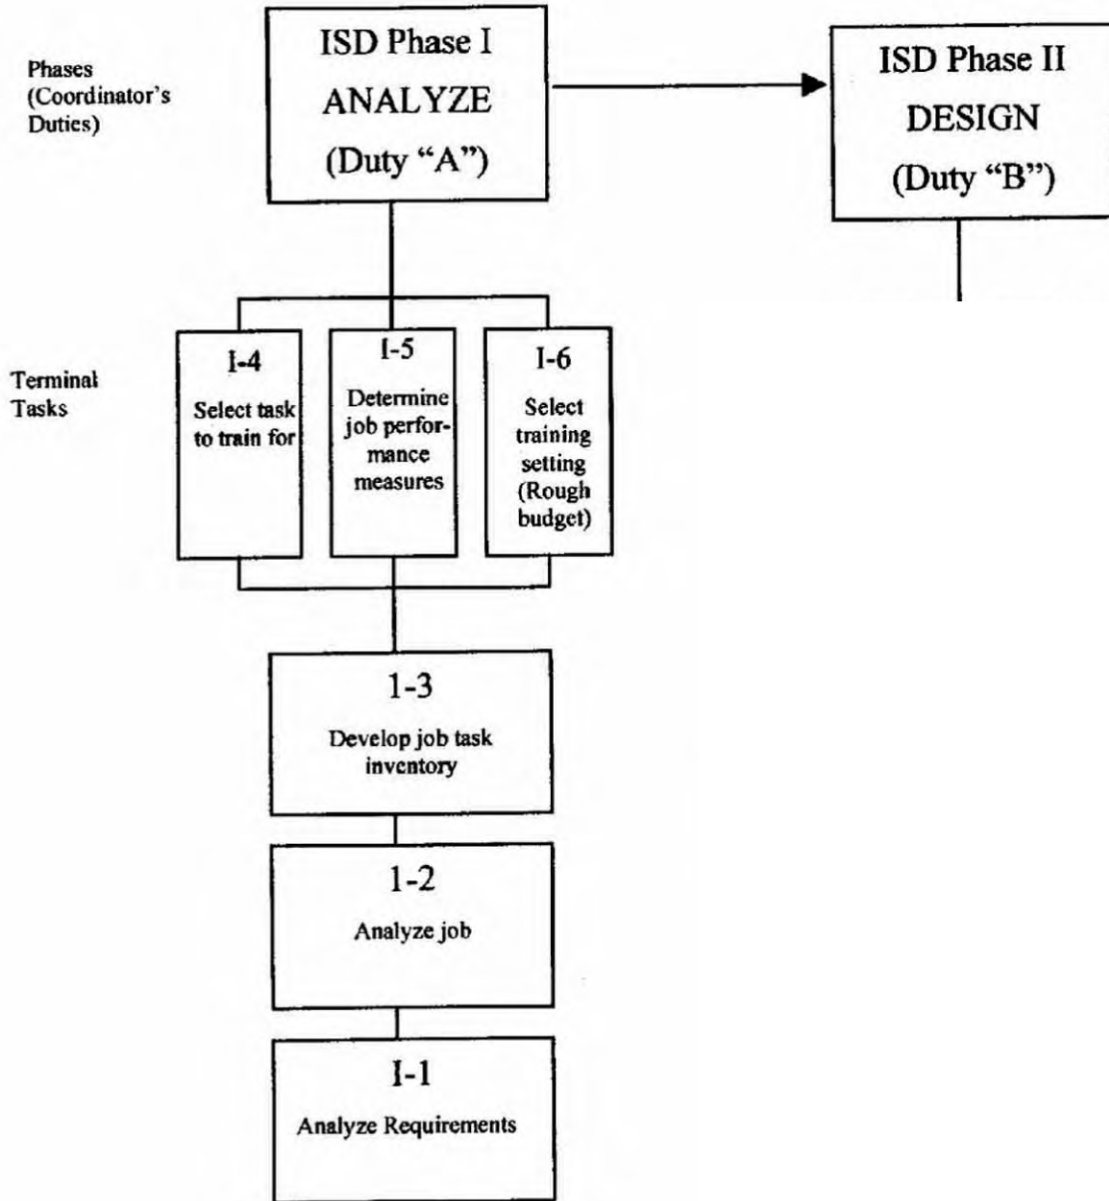 Phases
(Coordinator's
Duties)
ISD Phase I
ANALYZE
(Duty “A”)
ISD Phase II
DESIGN
(Duty “B”)
Terminal
Tasks
I-4
Select task
to train for
I-5
Determine
job perfor-
mance
measures
I-6
Select
training
setting
(Rough
budget)
1-3
Develop job task
inventory
1-2
Analyze job
I-1
Analyze Requirements